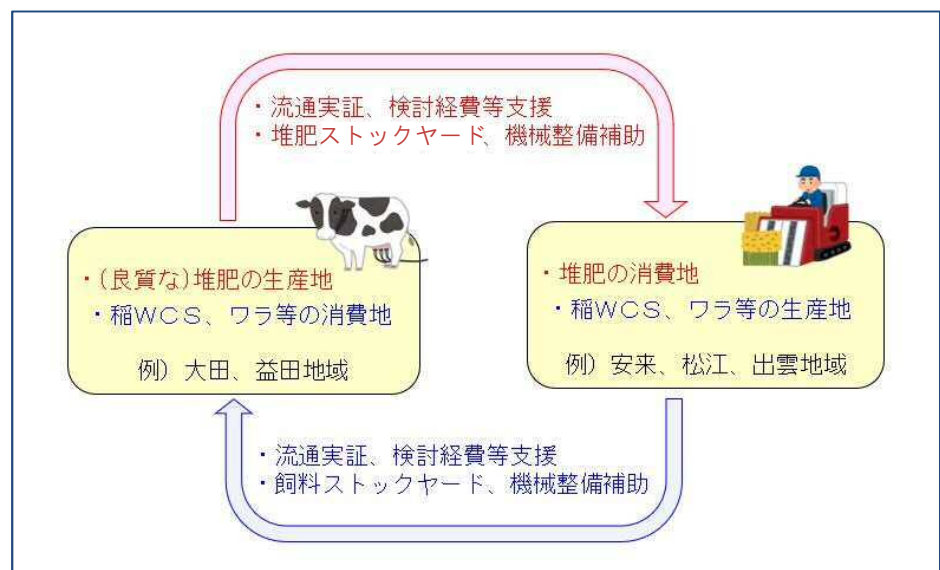 ・流通実証、検討経費等支援
・堆肥ストックヤード、機械整備補助
・(良質な)堆肥の生産地
・稲WCS、ワラ等の消費地
例) 大田、益田地域
・堆肥の消費地
・稲WCS、ワラ等の生産地
例) 安来、松江、出雲地域
・流通実証、検討経費等支援
・飼料ストックヤード、機械整備補助